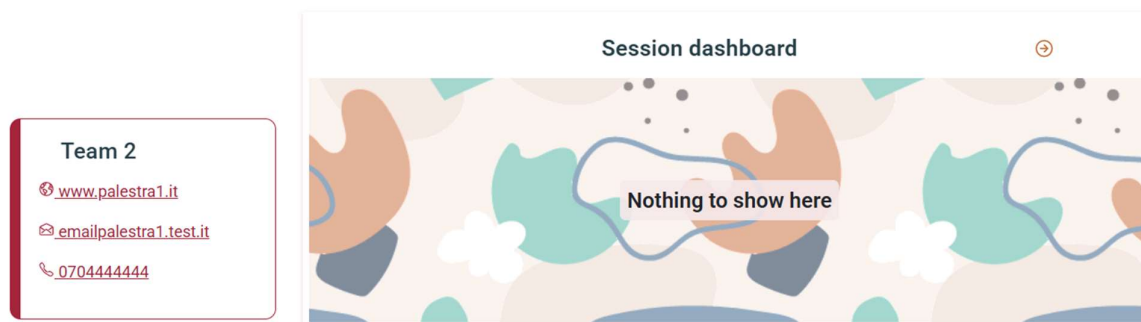 Session dashboard
Team 2
www.palestra1.it
emailpalestra1.test.it
0704444444
Nothing to show here